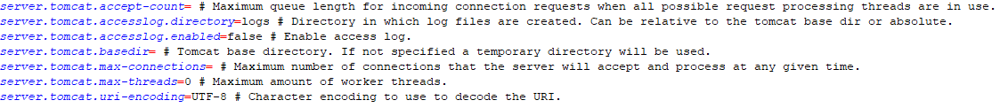 server.tomcat.accept-count= # Maximum queue length for incoming connection requests when all possible request processing threads are in use.
server.tomcat.accesslog.directory=logs # Directory in which log files are created. Can be relative to the tomcat base dir or absolute.
server.tomcat.accesslog.enabled=false # Enable access log.
server.tomcat.basedir= # Tomcat base directory. If not specified a temporary directory will be used.
server.tomcat.max-connections= # Maximum number of connections that the server will accept and process at any given time.
server.tomcat.max-threads=0 # Maximum amount of worker threads.
server.tomcat.uri-encoding=UTF-8 # Character encoding to use to decode the URI.